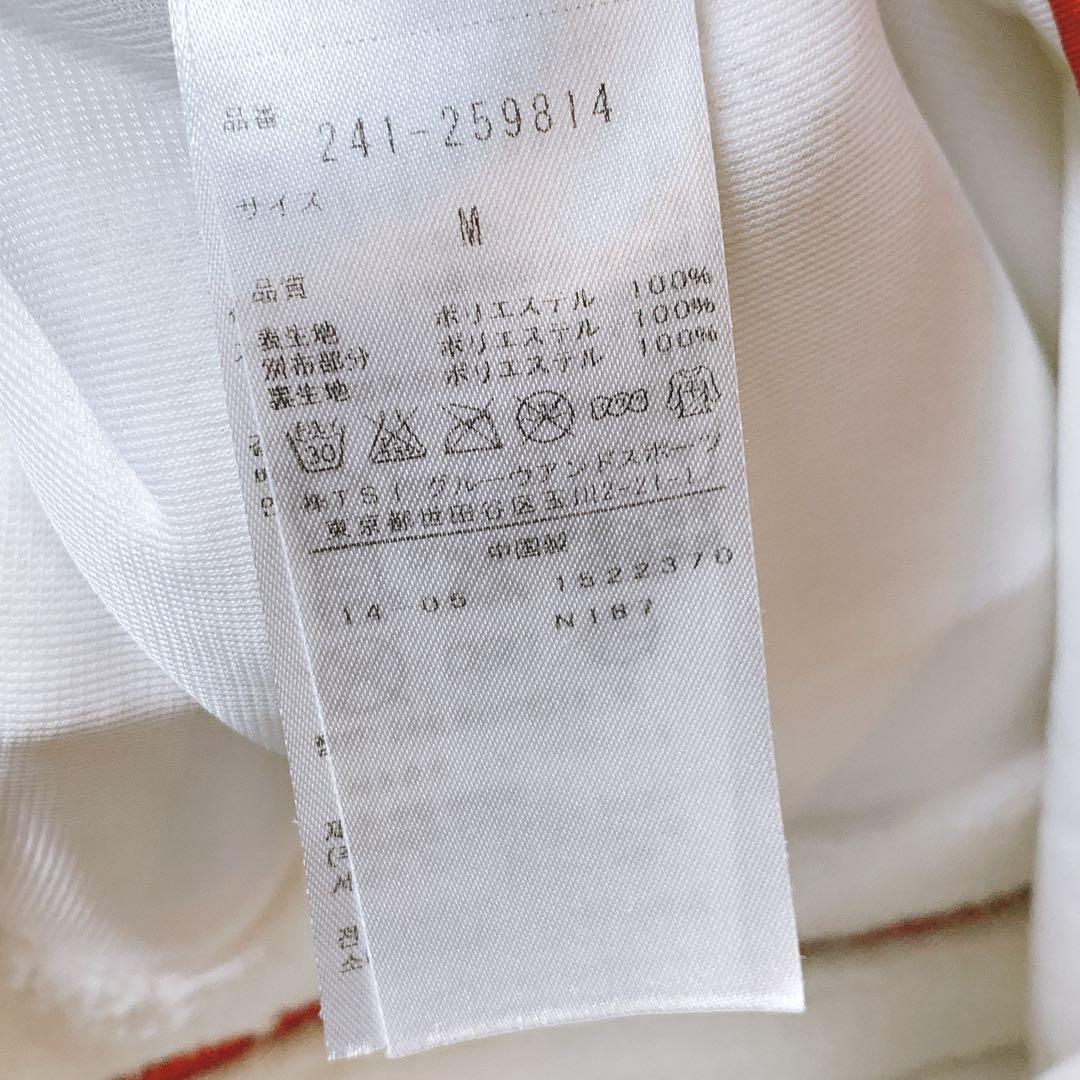 品番 241-259814
サイズ M
品質
表生地 ポリエステル 100%
別布部分 ポリエステル 100%
裏生地 ポリエステル 100%
30
㈱TSI グルーヴアンドスポーツ
東京都世田谷区玉川2-21-1
中国製
14-05 1522370
N187